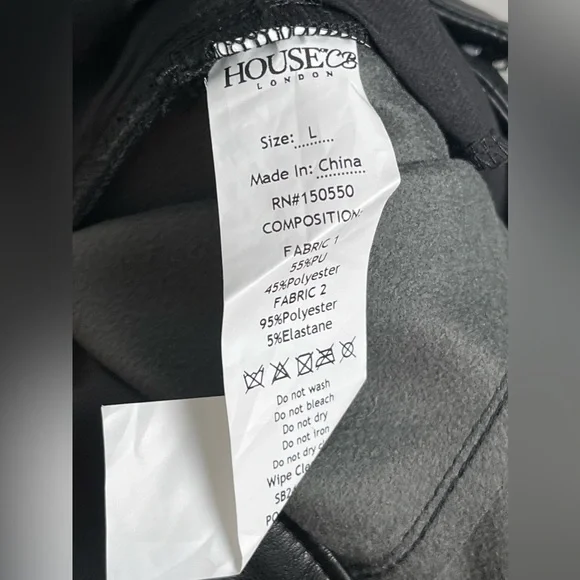 HOUSE OF CB
LONDON
Size: L
Made In: China
RN#150550
COMPOSITION:
FABRIC 1
55%PU
45%Polyester
FABRIC 2
95%Polyester
5%Elastane
Do not wash
Do not bleach
Do not dry
Do not iron
Do not dry
Wipe